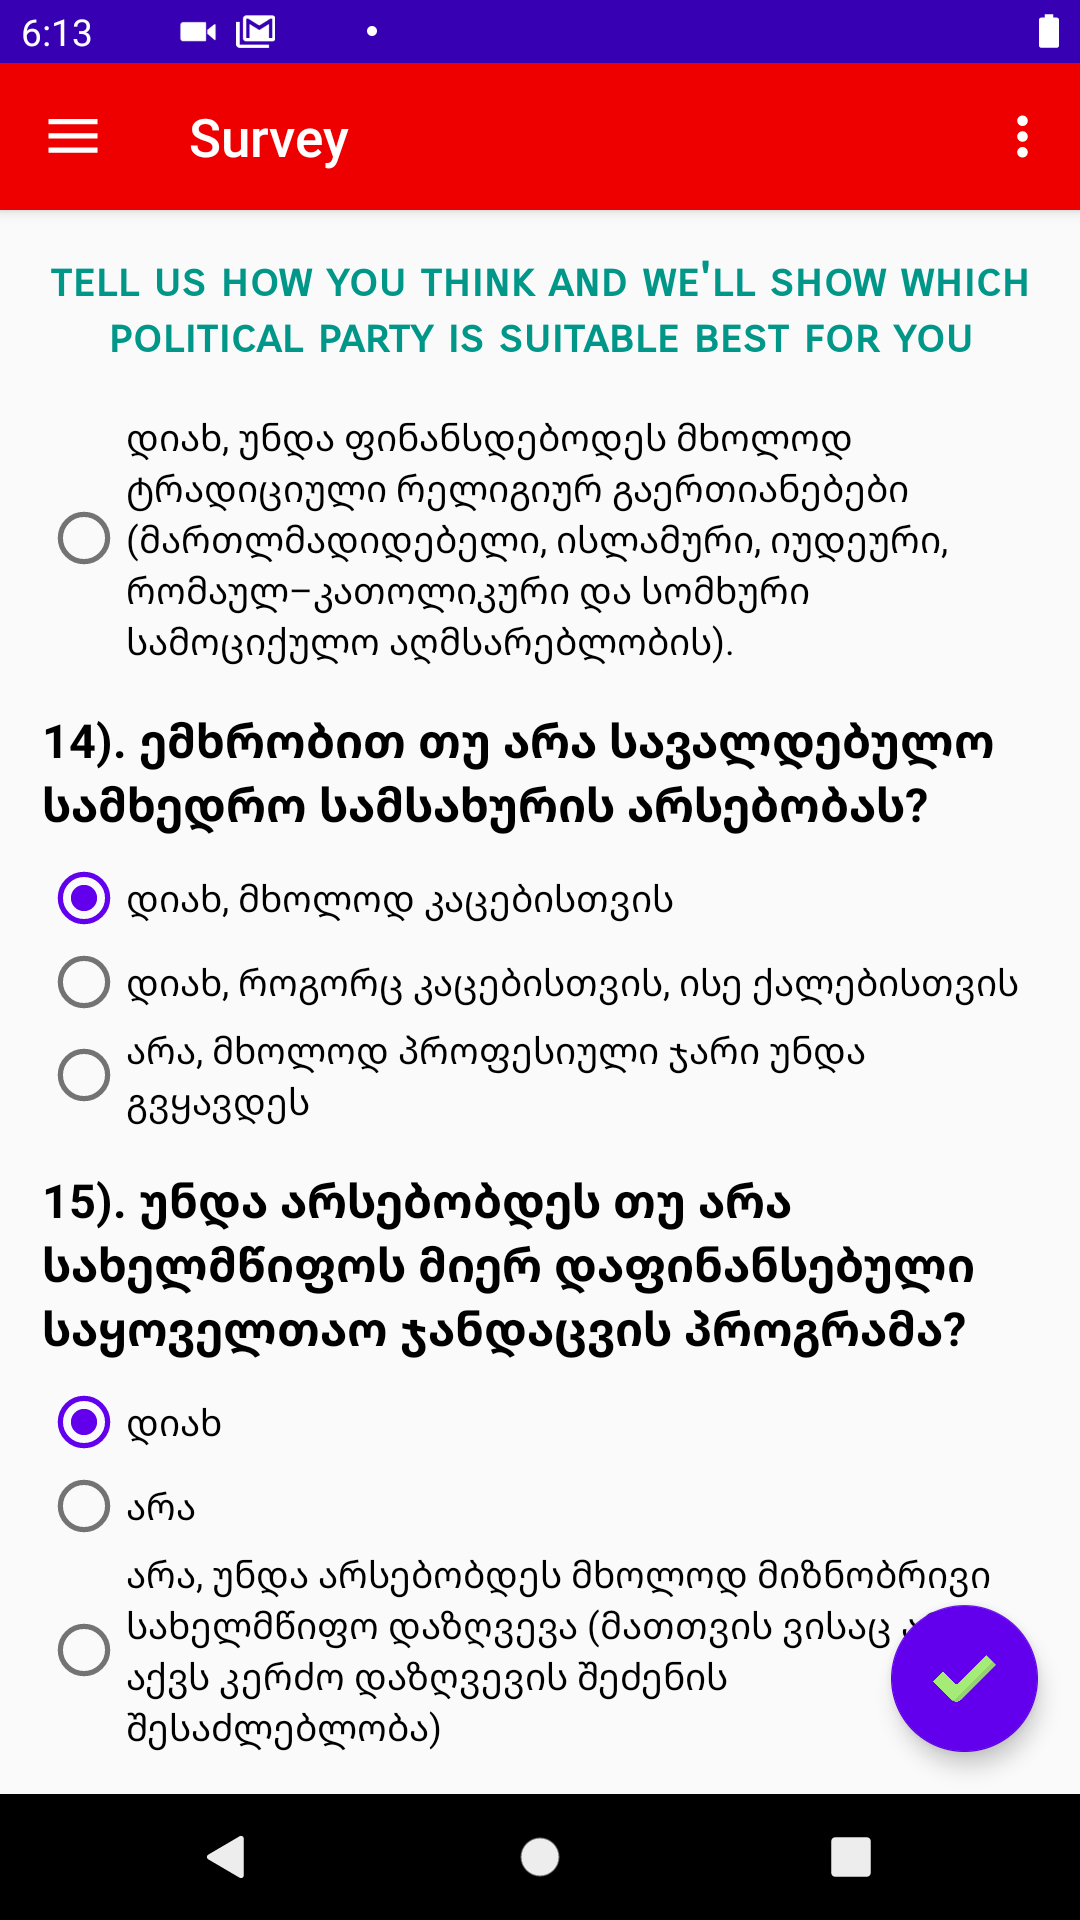 6:13
Survey
TELL US HOW YOU THINK AND WE'LL SHOW WHICH
POLITICAL PARTY IS SUITABLE BEST FOR YOU
დიახ, უნდა ფინანსდებოდეს მხოლოდ
ტრადიციული რელიგიურ გაერთიანებები
(მართლმადიდებელი, ისლამური, იუდეური,
რომაულ–კათოლიკური და სომხური
სამოციქულო აღმსარებლობის).
14). ემხრობით თუ არა სავალდებულო
სამხედრო სამსახურის არსებობას?
დიახ, მხოლოდ კაცებისთვის
დიახ, როგორც კაცებისთვის, ისე ქალებისთვის
არა, მხოლოდ პროფესიული ჯარი უნდა
გვყავდეს
15). უნდა არსებობდეს თუ არა
სახელმწიფოს მიერ დაფინანსებული
საყოველთაო ჯანდაცვის პროგრამა?
დიახ
არა
არა, უნდა არსებობდეს მხოლოდ მიზნობრივი
სახელმწიფო დაზღვევა (მათთვის ვისაც
აქვს კერძო დაზღვევის შეძენის
შესაძლებლობა)